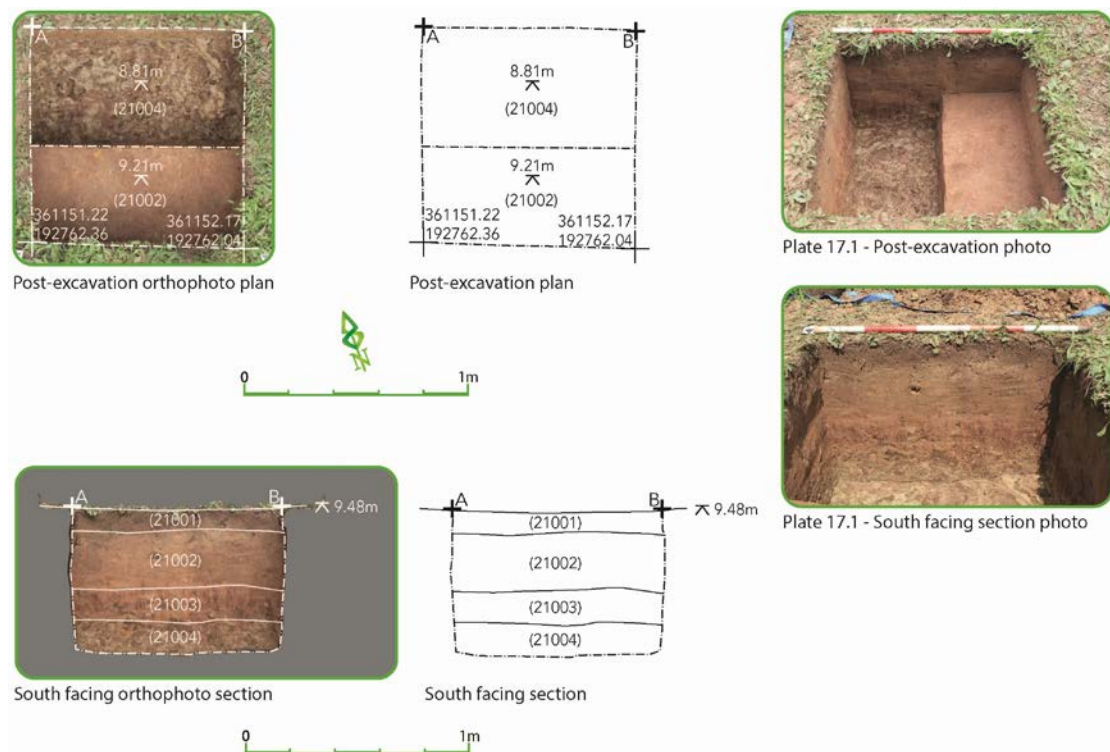 A B
8.81m
(21004)
9.21m
(21002)
361151.22 361152.17
192762.36 192762.04
Post-excavation orthophoto plan
A B
8.81m
(21004)
9.21m
(21002)
361151.22 361152.17
192762.36 192762.04
Post-excavation plan
Plate 17.1 - Post-excavation photo
N
0 1m
Plate 17.1 - South facing section photo
A B 9.48m
(21001)
(21002)
(21003)
(21004)
South facing orthophoto section
A B 9.48m
(21001)
(21002)
(21003)
(21004)
South facing section
0 1m